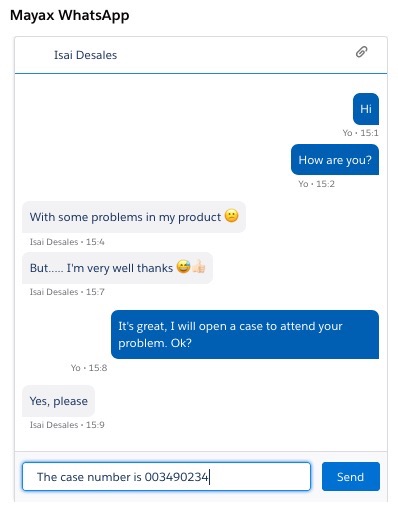 Mayax WhatsApp
Isai Desales
Hi
Yo • 15:1
How are you?
Yo • 15:2
With some problems in my product 🙁
Isai Desales • 15:4
But..... I'm very well thanks 😅👍🏻
Isai Desales • 15:7
It's great, I will open a case to attend your
problem. Ok?
Yo • 15:8
Yes, please
Isai Desales • 15:9
The case number is 003490234
Send